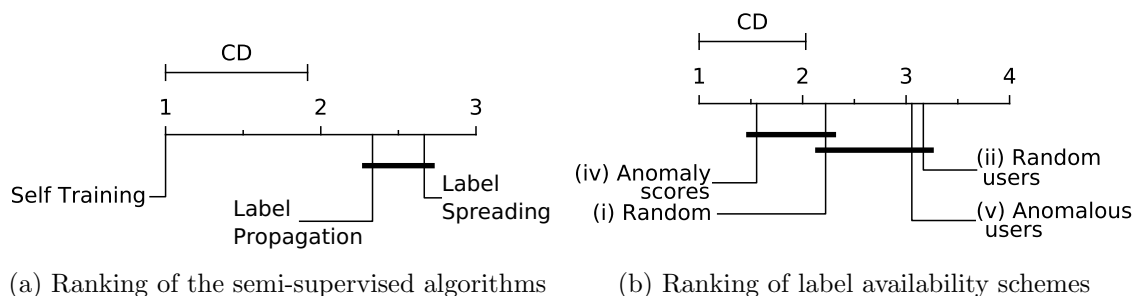 CD
1 2 3
Self Training
Label
Propagation
Label
Spreading
(a) Ranking of the semi-supervised algorithms
CD
1 2 3 4
(iv) Anomaly
scores
(i) Random
(ii) Random
users
(v) Anomalous
users
(b) Ranking of label availability schemes